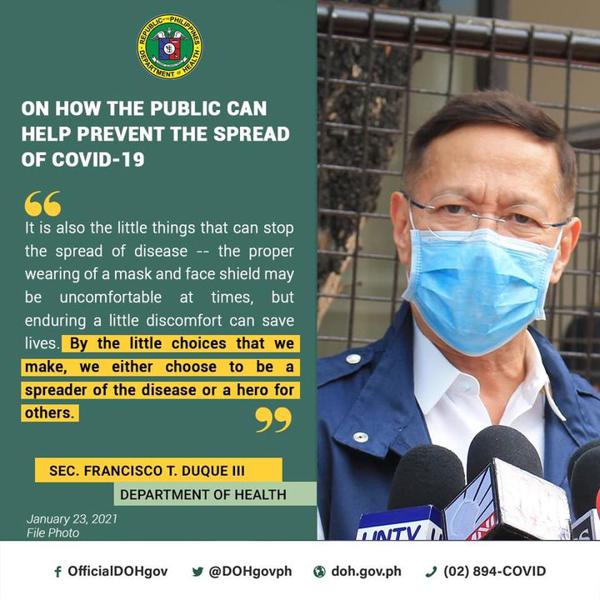 REPUBLIC OF THE PHILIPPINES
DEPARTMENT OF HEALTH
ON HOW THE PUBLIC CAN
HELP PREVENT THE SPREAD
OF COVID-19
“
It is also the little things that can stop
the spread of disease -- the proper
wearing of a mask and face shield may
be uncomfortable at times, but
enduring a little discomfort can save
lives. By the little choices that we
make, we either choose to be a
spreader of the disease or a hero for
others.
”
SEC. FRANCISCO T. DUQUE III
DEPARTMENT OF HEALTH
January 23, 2021
File Photo
UNTV
OfficialDOHgov @DOHgovph doh.gov.ph (02) 894-COVID